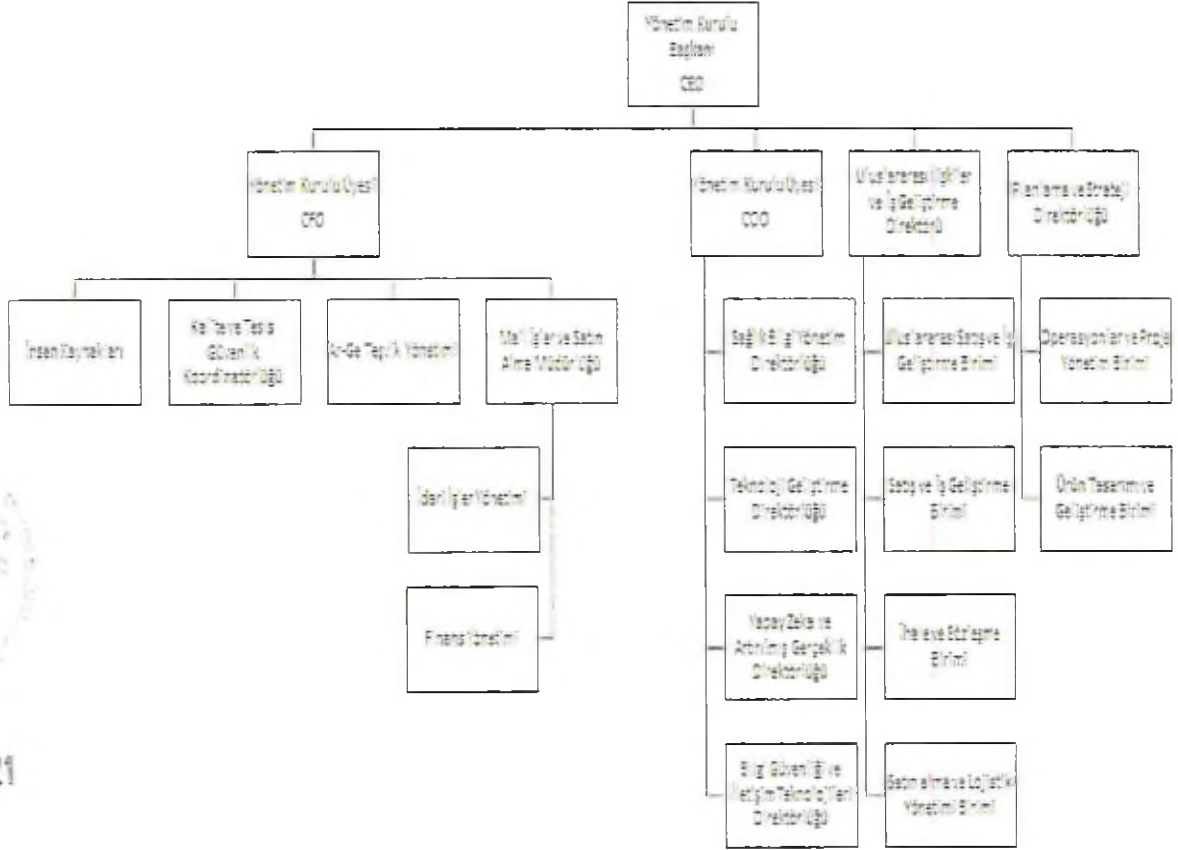 Yönetim Kurulu
Başkanı
CEO
Yönetim Kurulu Üyesi
CFO
Yönetim Kurulu Üyesi
COO
Uluslararası İlişkiler
ve İş Geliştirme
Direktörü
Planlama ve Strateji
Direktörlüğü
İnsan Kaynakları
Kalite ve Tesis
Güvenlik
Koordinatörlüğü
Ar-Ge Teşvik Yönetimi
Mali İşler ve Satın
Alma Müdürlüğü
Sağlık Bilgi Yönetim
Direktörlüğü
Uluslararası Satış ve İş
Geliştirme Birimi
Operasyonlar ve Proje
Yönetim Birimi
İdari İşler Yönetimi
Teknoloji Geliştirme
Direktörlüğü
Satış ve İş Geliştirme
Birimi
Ürün Tasarım ve
Geliştirme Birimi
Finans Yönetimi
Yapay Zeka ve
Artırılmış Gerçeklik
Direktörlüğü
İhale ve Sözleşme
Birimi
Bilgi Güvenliği ve
İletişim Teknolojileri
Direktörlüğü
Satınalma ve Lojistik
Yönetimi Birimi
21